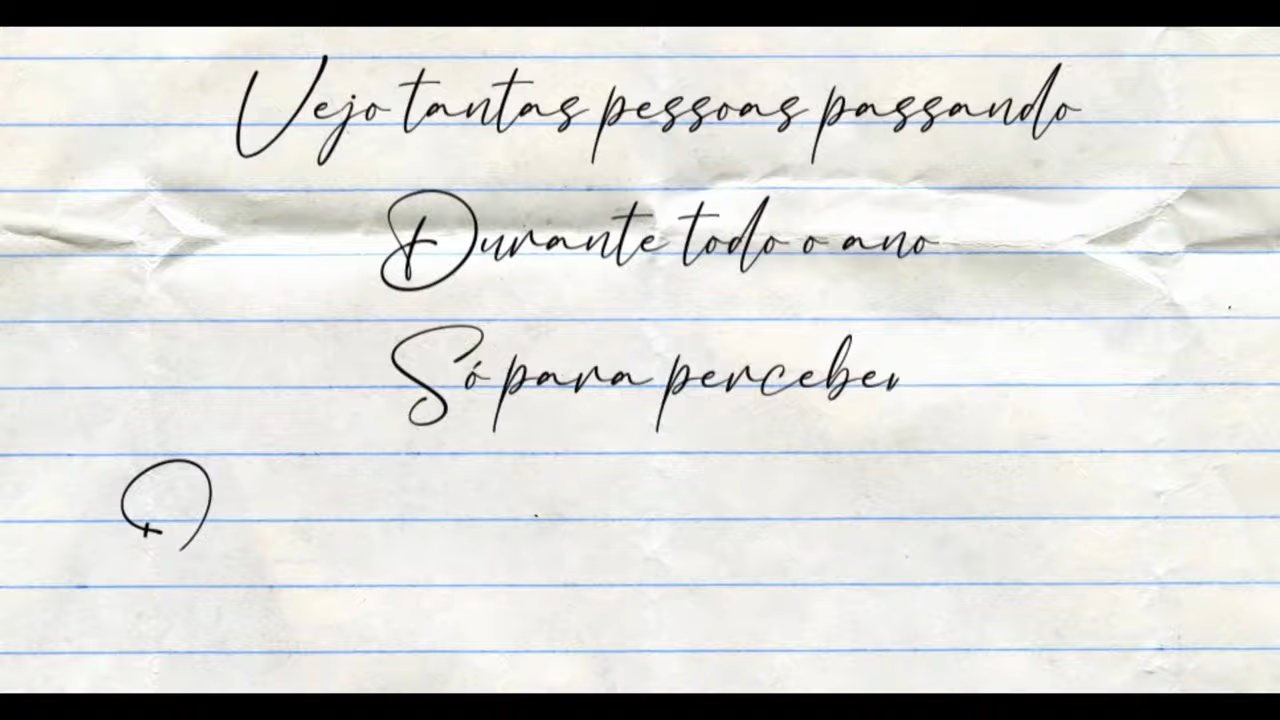 Vejo tantas pessoas passando
Durante todo o ano
Só para perceber